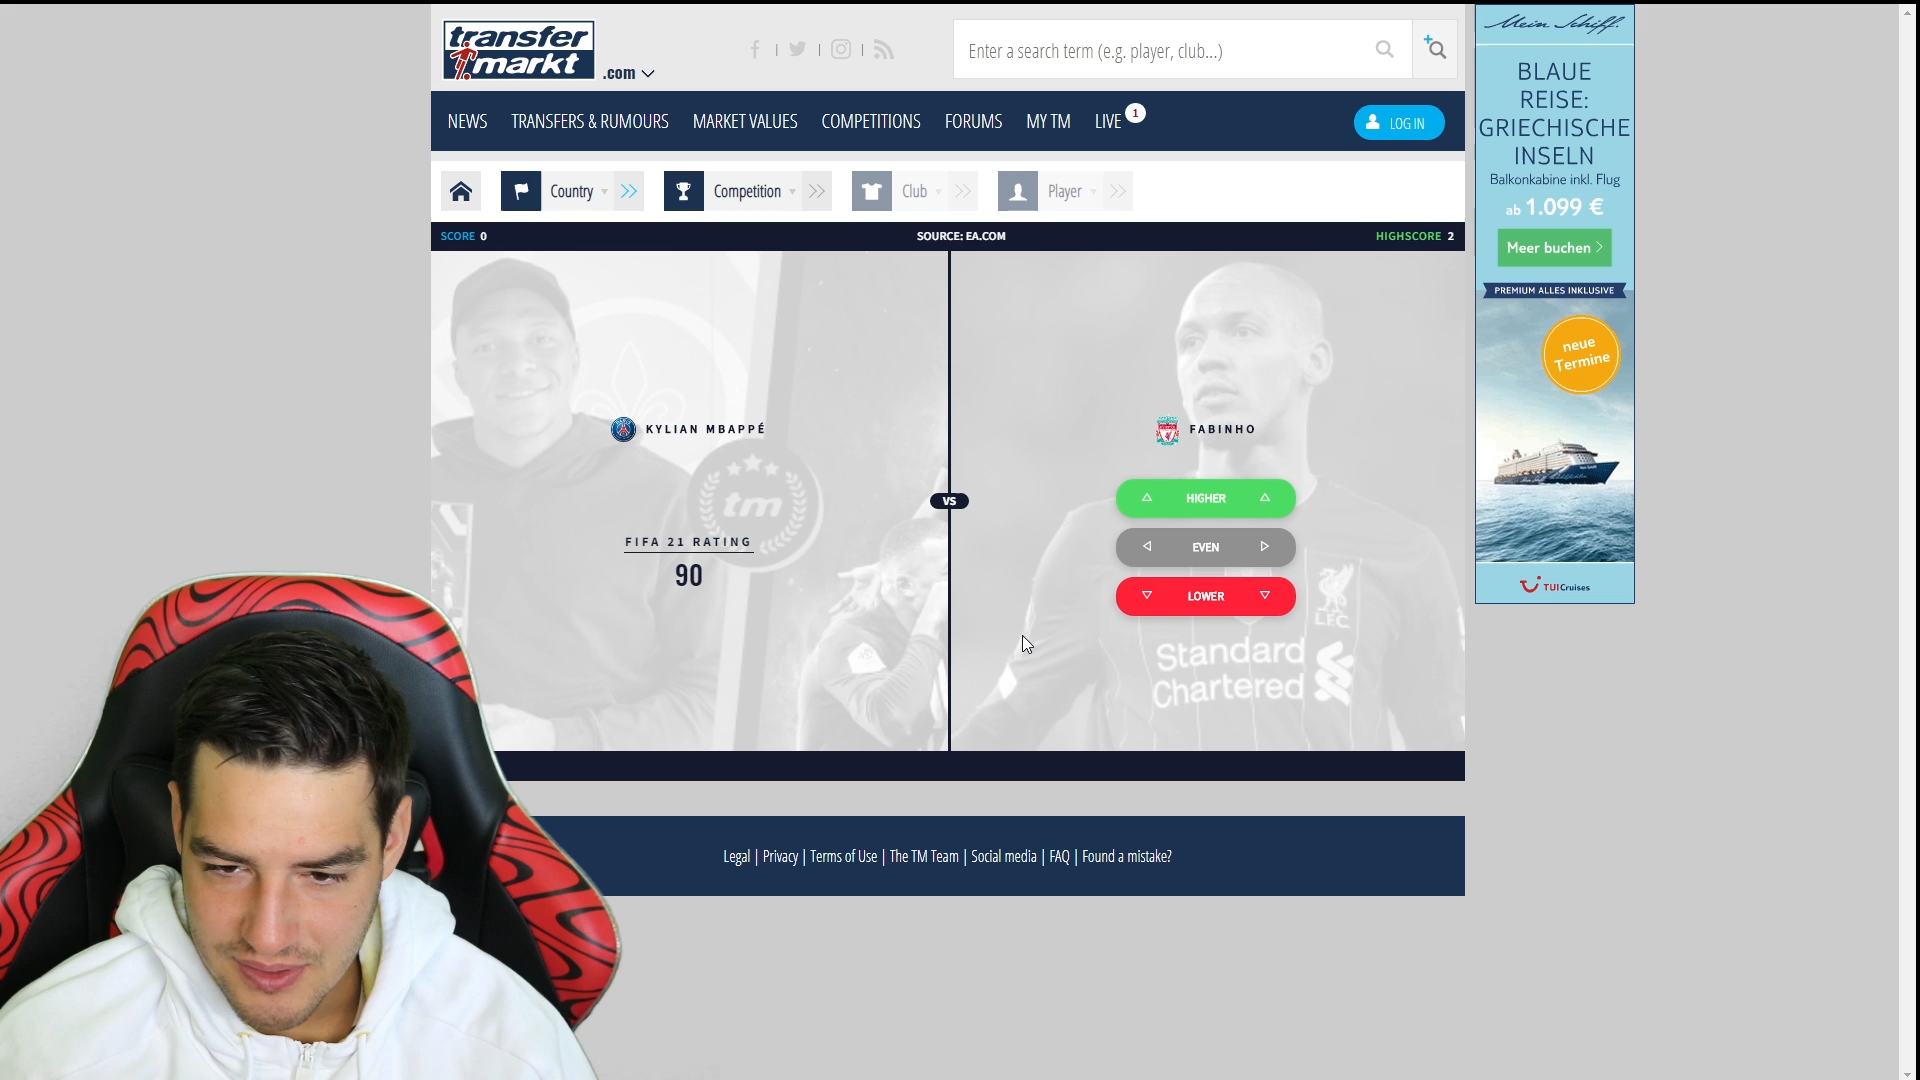 transfer
markt
.com
Enter a search term (e.g. player, club...)
NEWS TRANSFERS & RUMOURS MARKET VALUES COMPETITIONS FORUMS MY TM LIVE 1 LOG IN
Country Competition Club Player
SCORE 0 SOURCE: EA.COM HIGHSCORE 2
KYLIAN MBAPPÉ
tm
FIFA 21 RATING
90
VS
FABINHO
HIGHER
EVEN
LOWER
L.F.C.
Standard
Chartered
Legal | Privacy | Terms of Use | The TM Team | Social media | FAQ | Found a mistake?
Mein Schiff.
BLAUE
REISE:
GRIECHISCHE
INSELN
Balkonkabine inkl. Flug
ab 1.099 €
Meer buchen
PREMIUM ALLES INKLUSIVE
neue
Termine
TUI Cruises